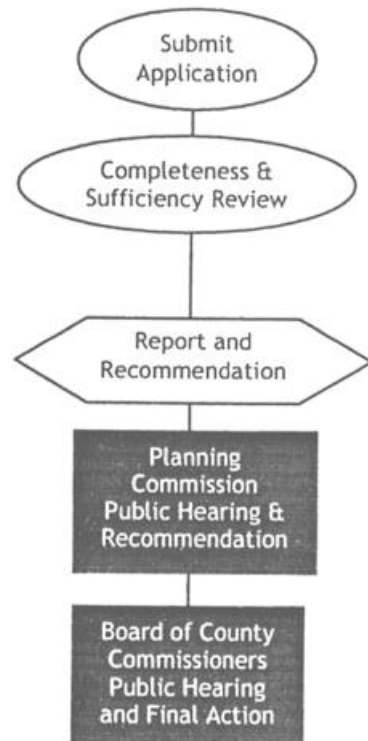 Submit
Application
Completeness &
Sufficiency Review
Report and
Recommendation
Planning
Commission
Public Hearing &
Recommendation
Board of County
Commissioners
Public Hearing
and Final Action